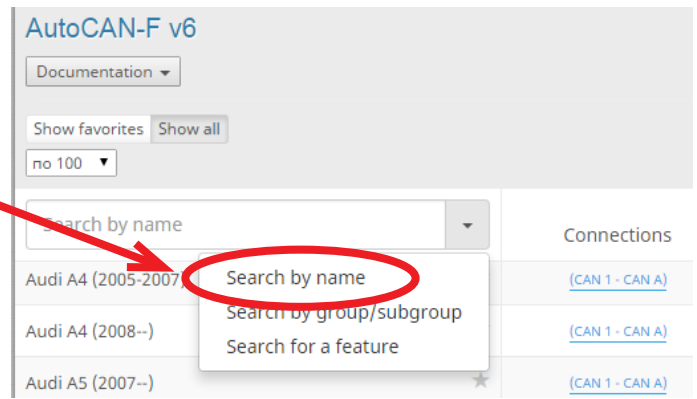 AutoCAN-F v6
Documentation
Show favorites Show all
по 100
Search by name
Connections
Search by name
Audi A4 (2005-2007)
(CAN 1 - CAN A)
Search by group/subgroup
Audi A4 (2008--)
(CAN 1 - CAN A)
Search for a feature
Audi A5 (2007--)
(CAN 1 - CAN A)